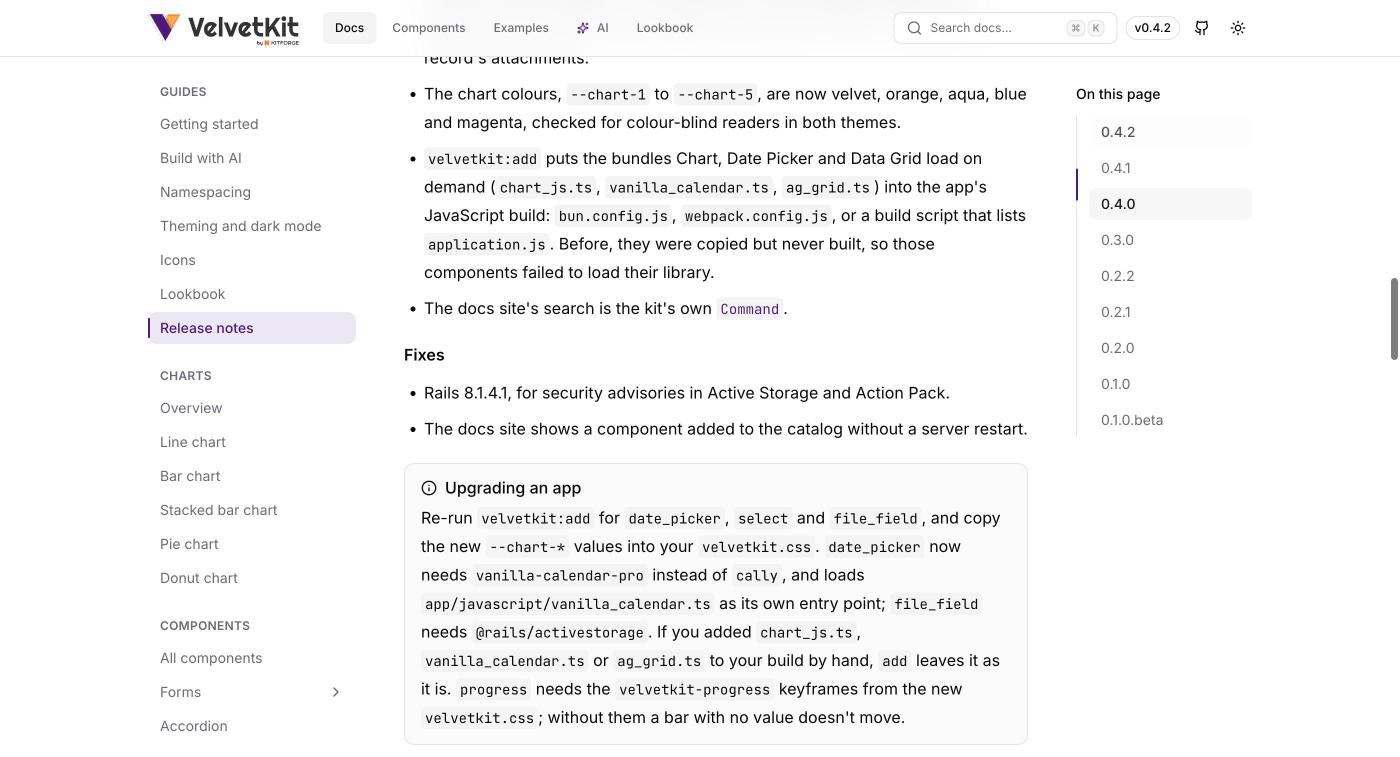 VelvetKit
by KITFORGE
Docs
Components
Examples
AI
Lookbook
Search docs...
⌘ K
v0.4.2
GUIDES
Getting started
Build with AI
Namespacing
Theming and dark mode
Icons
Lookbook
Release notes
CHARTS
Overview
Line chart
Bar chart
Stacked bar chart
Pie chart
Donut chart
COMPONENTS
All components
Forms
Accordion
record's attachments.
• The chart colours, --chart-1 to --chart-5, are now velvet, orange, aqua, blue
and magenta, checked for colour-blind readers in both themes.
• velvetkit:add puts the bundles Chart, Date Picker and Data Grid load on
demand (chart_js.ts, vanilla_calendar.ts, ag_grid.ts) into the app's
JavaScript build: bun.config.js, webpack.config.js, or a build script that lists
application.js. Before, they were copied but never built, so those
components failed to load their library.
• The docs site's search is the kit's own Command.
Fixes
• Rails 8.1.4.1, for security advisories in Active Storage and Action Pack.
• The docs site shows a component added to the catalog without a server restart.
Upgrading an app
Re-run velvetkit:add for date_picker, select and file_field, and copy
the new --chart-* values into your velvetkit.css. date_picker now
needs vanilla-calendar-pro instead of cally, and loads
app/javascript/vanilla_calendar.ts as its own entry point; file_field
needs @rails/activestorage. If you added chart_js.ts,
vanilla_calendar.ts or ag_grid.ts to your build by hand, add leaves it as
it is. progress needs the velvetkit-progress keyframes from the new
velvetkit.css; without them a bar with no value doesn't move.
On this page
0.4.2
0.4.1
0.4.0
0.3.0
0.2.2
0.2.1
0.2.0
0.1.0
0.1.0.beta